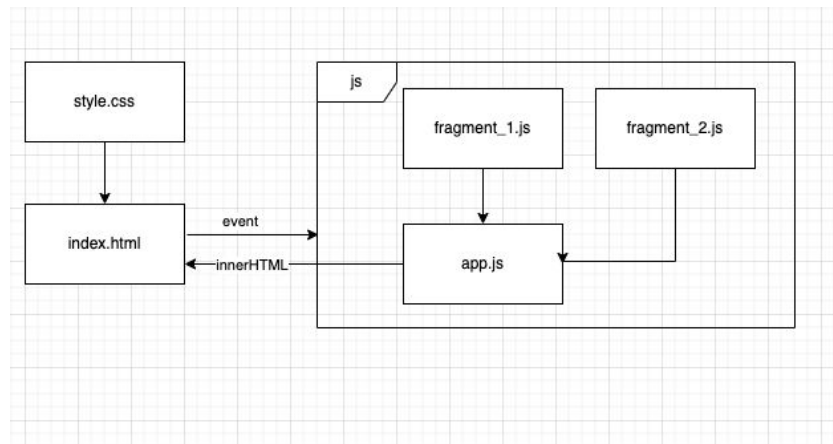 style.css
js
fragment_1.js
fragment_2.js
event
index.html
innerHTML
app.js